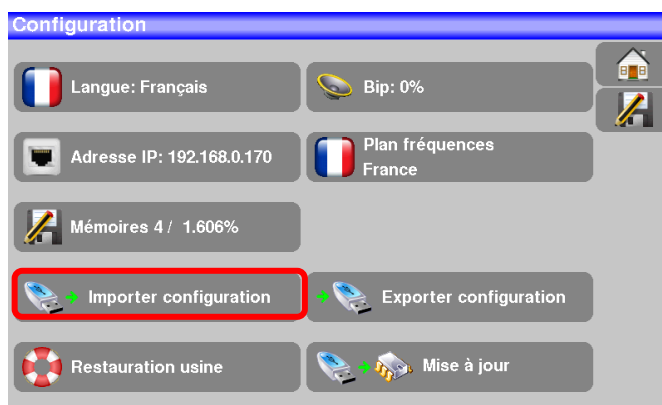 Configuration
Langue: Français
Bip: 0%
Adresse IP: 192.168.0.170
Plan fréquences
France
Mémoires 4 / 1.606%
Importer configuration
Exporter configuration
Restauration usine
Mise à jour